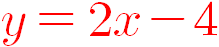 y = 2x − 4